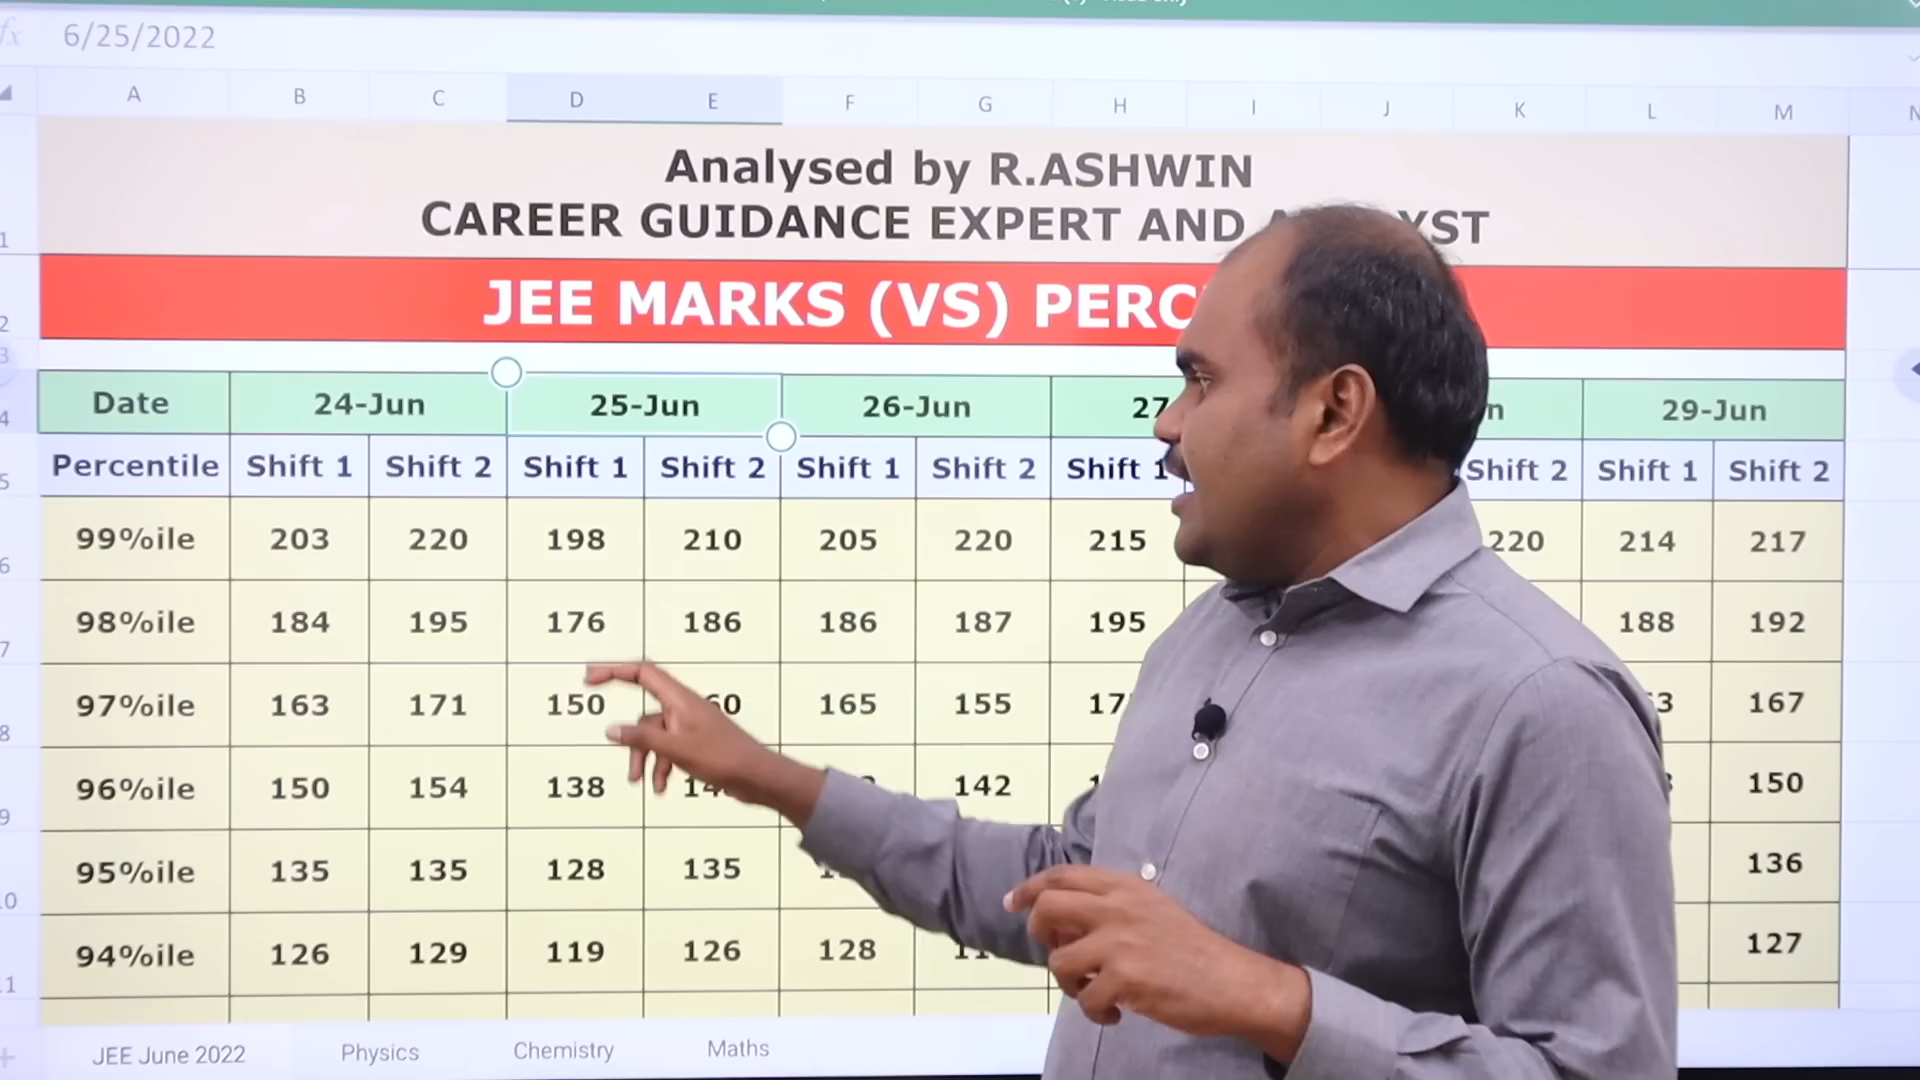 6/25/2022
A B C D E F G H I J K L M N
Analysed by R.ASHWIN
CAREER GUIDANCE EXPERT AND
JEE MARKS (VS)
Date 24-Jun 25-Jun 26-Jun 29-Jun
Percentile Shift 1 Shift 2 Shift 1 Shift 2 Shift 1 Shift 2 Shift 1 Shift 2 Shift 1 Shift 2
99%ile 203 220 198 210 205 220 215 220 214 217
98%ile 184 195 176 186 186 187 195 188 192
97%ile 163 171 150 165 155 167
96%ile 150 154 138 142 150
95%ile 135 135 128 135 136
94%ile 126 129 119 126 128 127
JEE June 2022 Physics Chemistry Maths